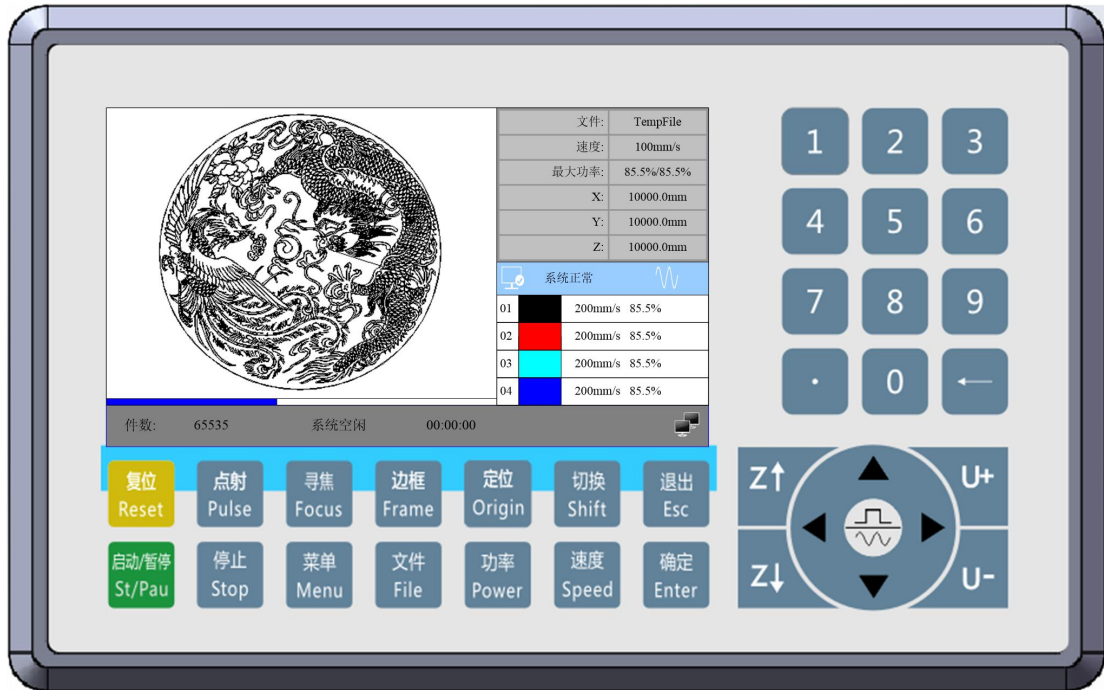 文件: TempFile
速度: 100mm/s
最大功率: 85.5%/85.5%
X: 10000.0mm
Y: 10000.0mm
Z: 10000.0mm
系统正常
01 200mm/s 85.5%
02 200mm/s 85.5%
03 200mm/s 85.5%
04 200mm/s 85.5%
件数: 65535 系统空闲 00:00:00
复位 点射 寻焦 边框 定位 切换 退出
Reset Pulse Focus Frame Origin Shift Esc
启动/暂停 停止 菜单 文件 功率 速度 确定
St/Pau Stop Menu File Power Speed Enter
1 2 3
4 5 6
7 8 9
· 0 ←
Z↑ U+
Z↓ U-